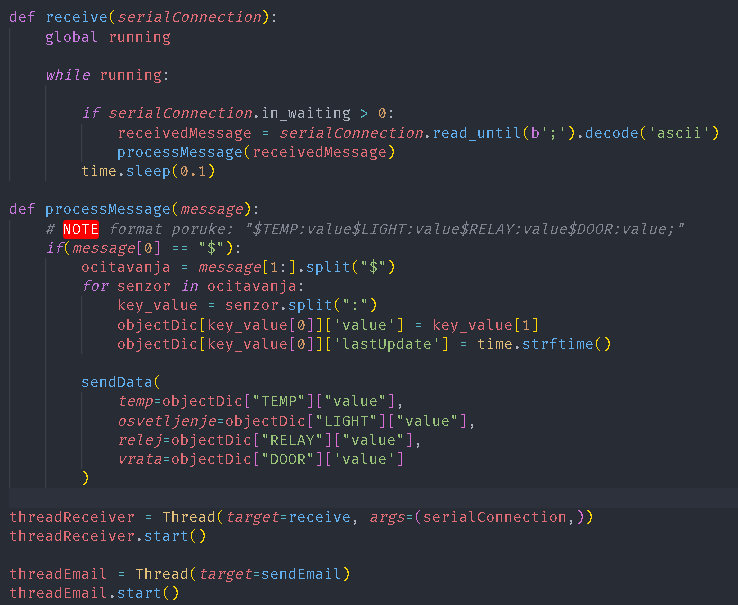 def receive(serialConnection):
    global running

    while running:

        if serialConnection.in_waiting > 0:
            receivedMessage = serialConnection.read_until(b';').decode('ascii')
            processMessage(receivedMessage)
        time.sleep(0.1)

def processMessage(message):
    # NOTE format poruke: "$TEMP:value$LIGHT:value$RELAY:value$DOOR:value;"
    if(message[0] == "$"):
        ocitavanja = message[1:].split("$")
        for senzor in ocitavanja:
            key_value = senzor.split(":")
            objectDic[key_value[0]]['value'] = key_value[1]
            objectDic[key_value[0]]['lastUpdate'] = time.strftime()

        sendData(
            temp=objectDic["TEMP"]["value"],
            osvetljenje=objectDic["LIGHT"]["value"],
            relej=objectDic["RELAY"]["value"],
            vrata=objectDic["DOOR"]['value']
        )

threadReceiver = Thread(target=receive, args=(serialConnection,))
threadReceiver.start()

threadEmail = Thread(target=sendEmail)
threadEmail.start()